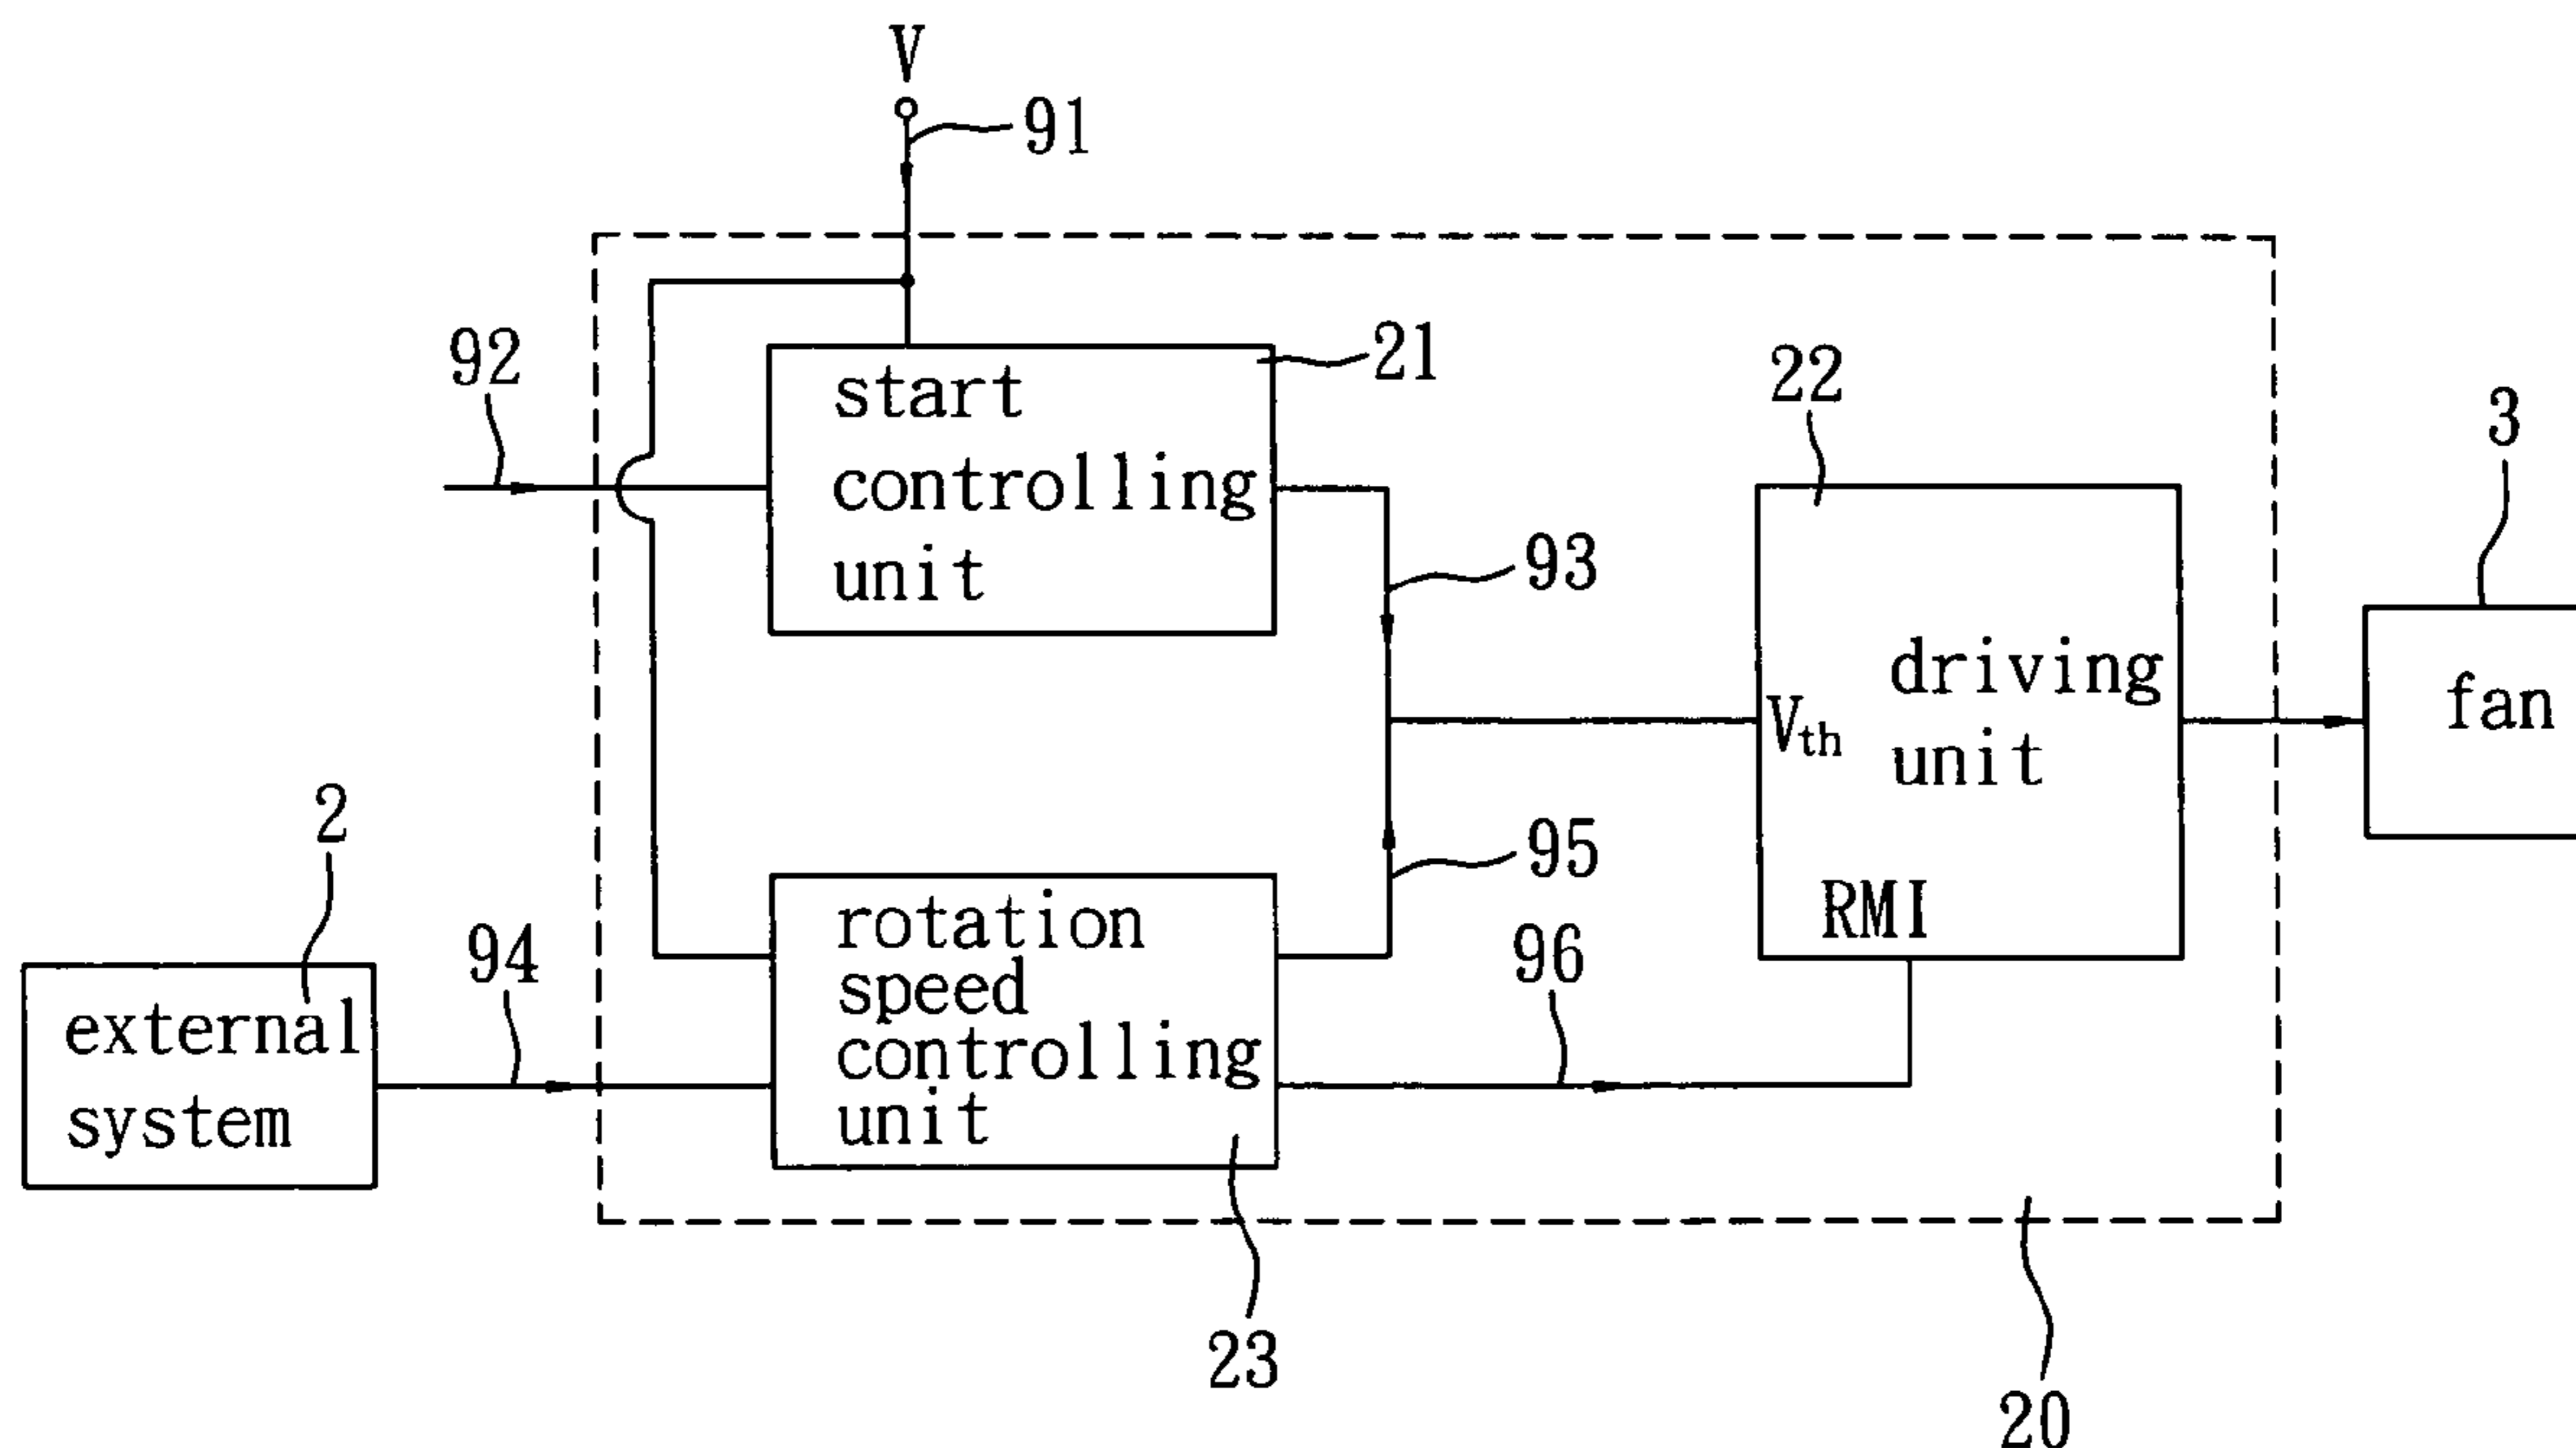 V
91
92
start
controlling
unit
21
22
3
93
V_th
driving
unit
fan
2
95
RMI
94
96
external
system
rotation
speed
controlling
unit
23
20